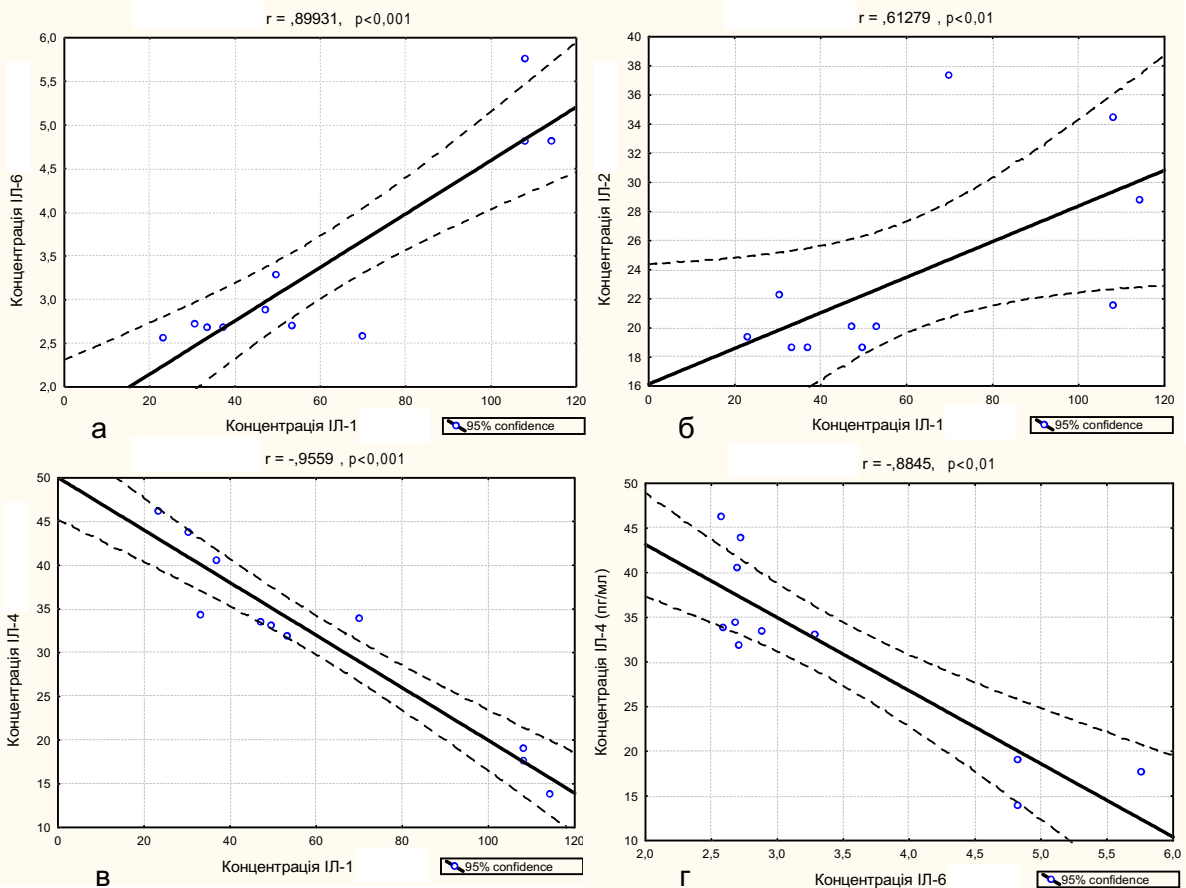 r = ,89931, p<0,001
6,0
5,5
5,0
4,5
4,0
3,5
3,0
2,5
2,0
Концентрація ІЛ-6
0 20 40 60 80 100 120
Концентрація ІЛ-1
95% confidence
а
r = ,61279 , p<0,01
40
36
32
28
24
20
16
Концентрація ІЛ-2
0 20 40 60 80 100 120
Концентрація ІЛ-1
95% confidence
б
r = -,9559 , p<0,001
50
45
40
35
30
25
20
15
10
Концентрація ІЛ-4
0 20 40 60 80 100 120
Концентрація ІЛ-1
95% confidence
в
r = -,8845, p<0,01
50
45
40
35
30
25
20
15
10
Концентрація ІЛ-4 (пг/мл)
2,0 2,5 3,0 3,5 4,0 4,5 5,0 5,5 6,0
Концентрація ІЛ-6
95% confidence
г